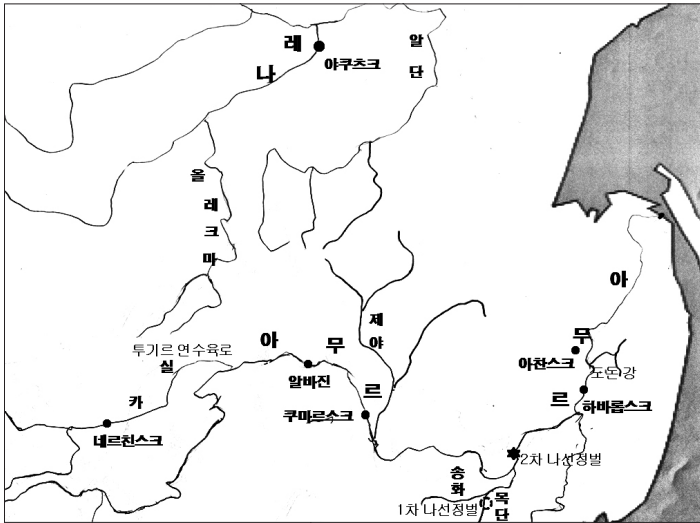 레나
야쿠츠크
알단
올레크마
투기르 연수육로
아무르
제야
실카
네르친스크
알바진
쿠마르스크
송화
목단
1차 나선정벌
2차 나선정벌
아무르
아찬스크
하바롭스크